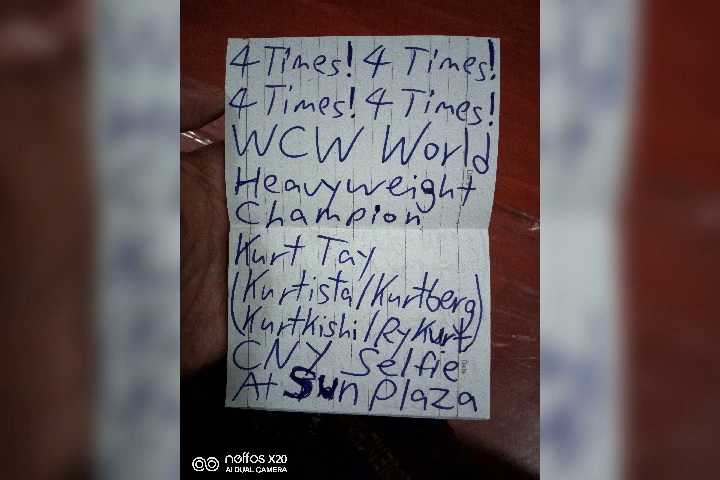 4 Times! 4 Times!
4 Times! 4 Times!
WCW World
Heavyweight
Champion
Kurt Tay
(Kurtista/Kurtberg)
(Kurtkishi/RyKurt)
CNY Selfie
At Sun Plaza
neffos X20
AI DUAL CAMERA